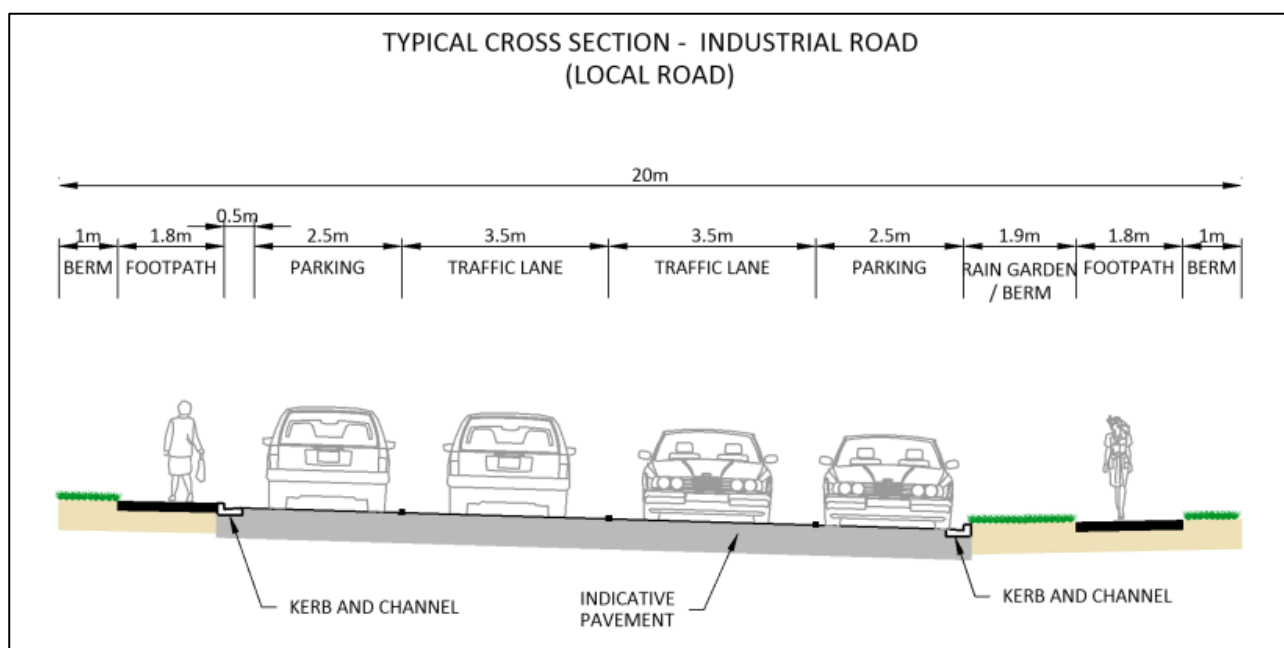 TYPICAL CROSS SECTION - INDUSTRIAL ROAD
(LOCAL ROAD)
20m
0.5m
1m 1.8m 2.5m 3.5m 3.5m 2.5m 1.9m 1.8m 1m
BERM FOOTPATH PARKING TRAFFIC LANE TRAFFIC LANE PARKING RAIN GARDEN FOOTPATH BERM
/ BERM
KERB AND CHANNEL INDICATIVE KERB AND CHANNEL
PAVEMENT